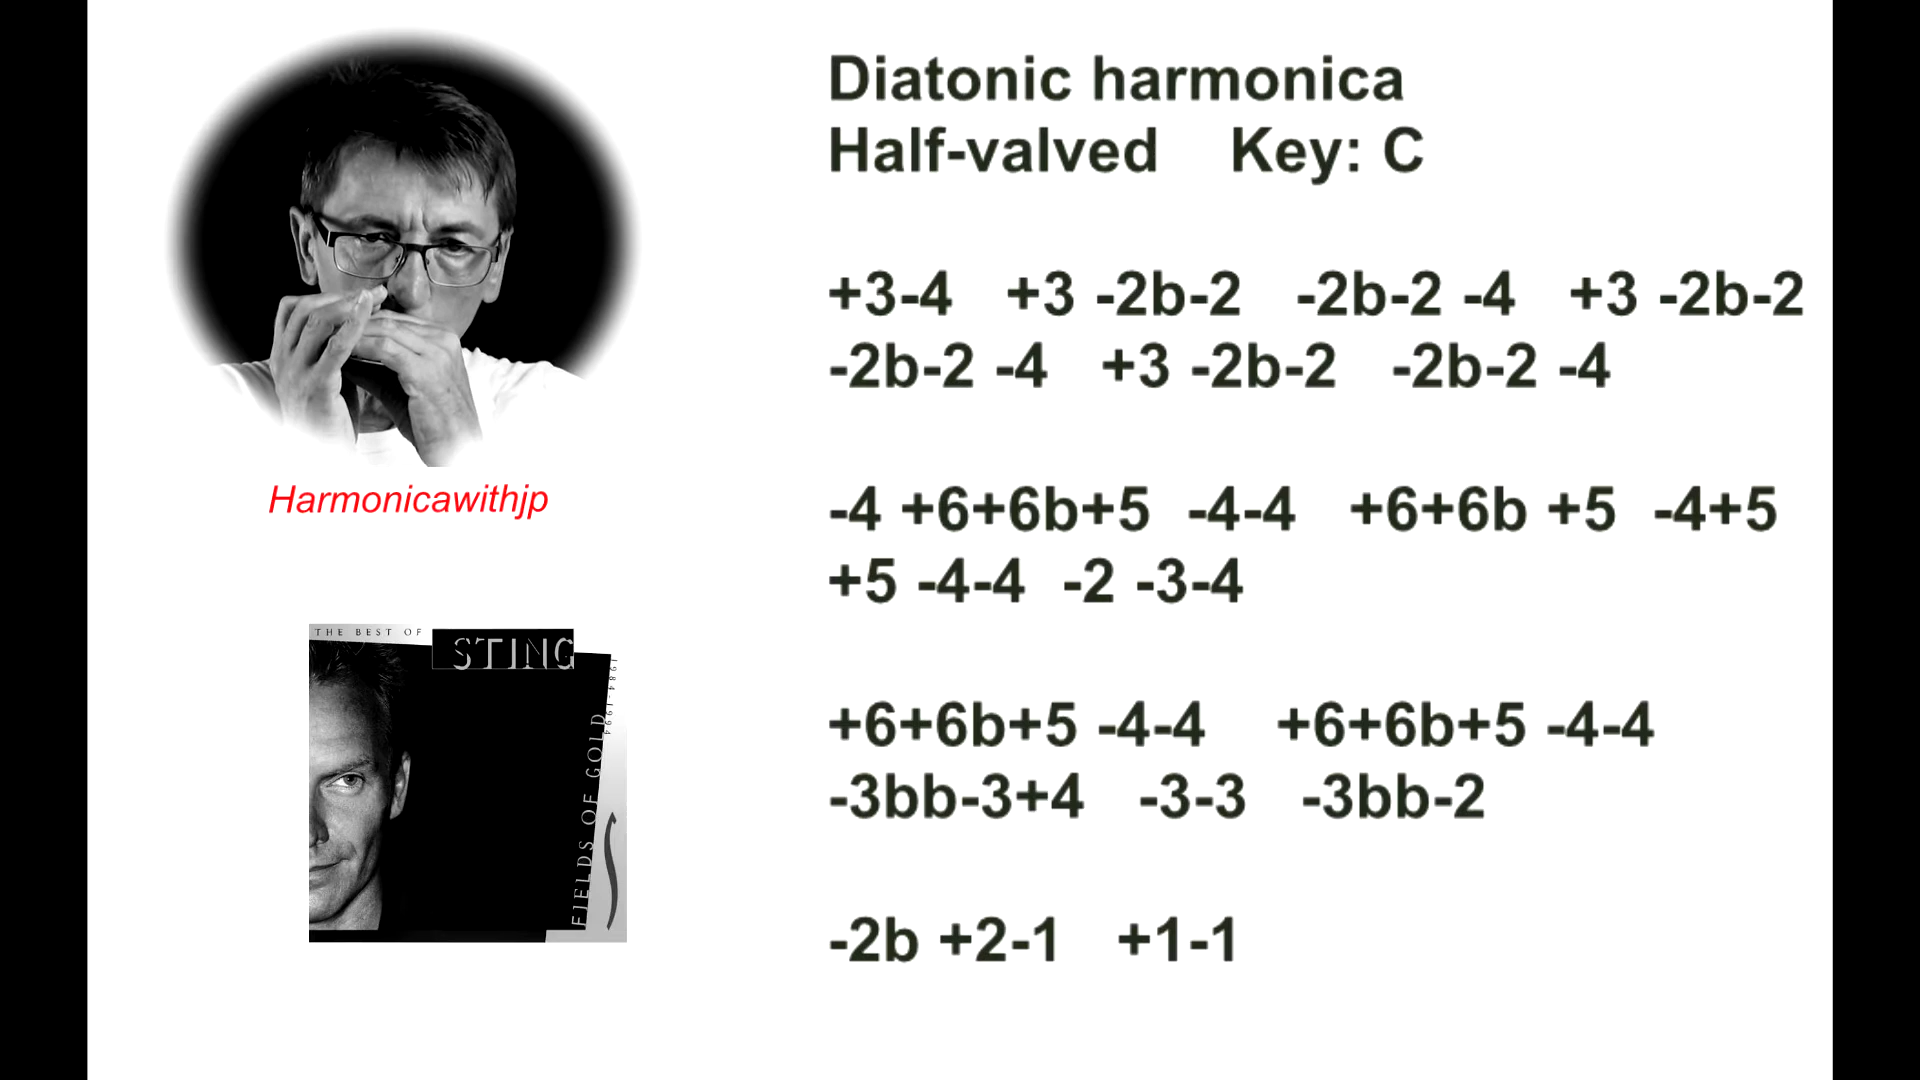 Diatonic harmonica
Half-valved Key: C
+3-4 +3 -2b-2 -2b-2 -4 +3 -2b-2
-2b-2 -4 +3 -2b-2 -2b-2 -4
-4 +6+6b+5 -4-4 +6+6b +5 -4+5
+5 -4-4 -2 -3-4
+6+6b+5 -4-4 +6+6b+5 -4-4
-3bb-3+4 -3-3 -3bb-2
-2b +2-1 +1-1
Harmonicawithjp
THE BEST OF
STING
1984-1994
FIELDS OF GOLD